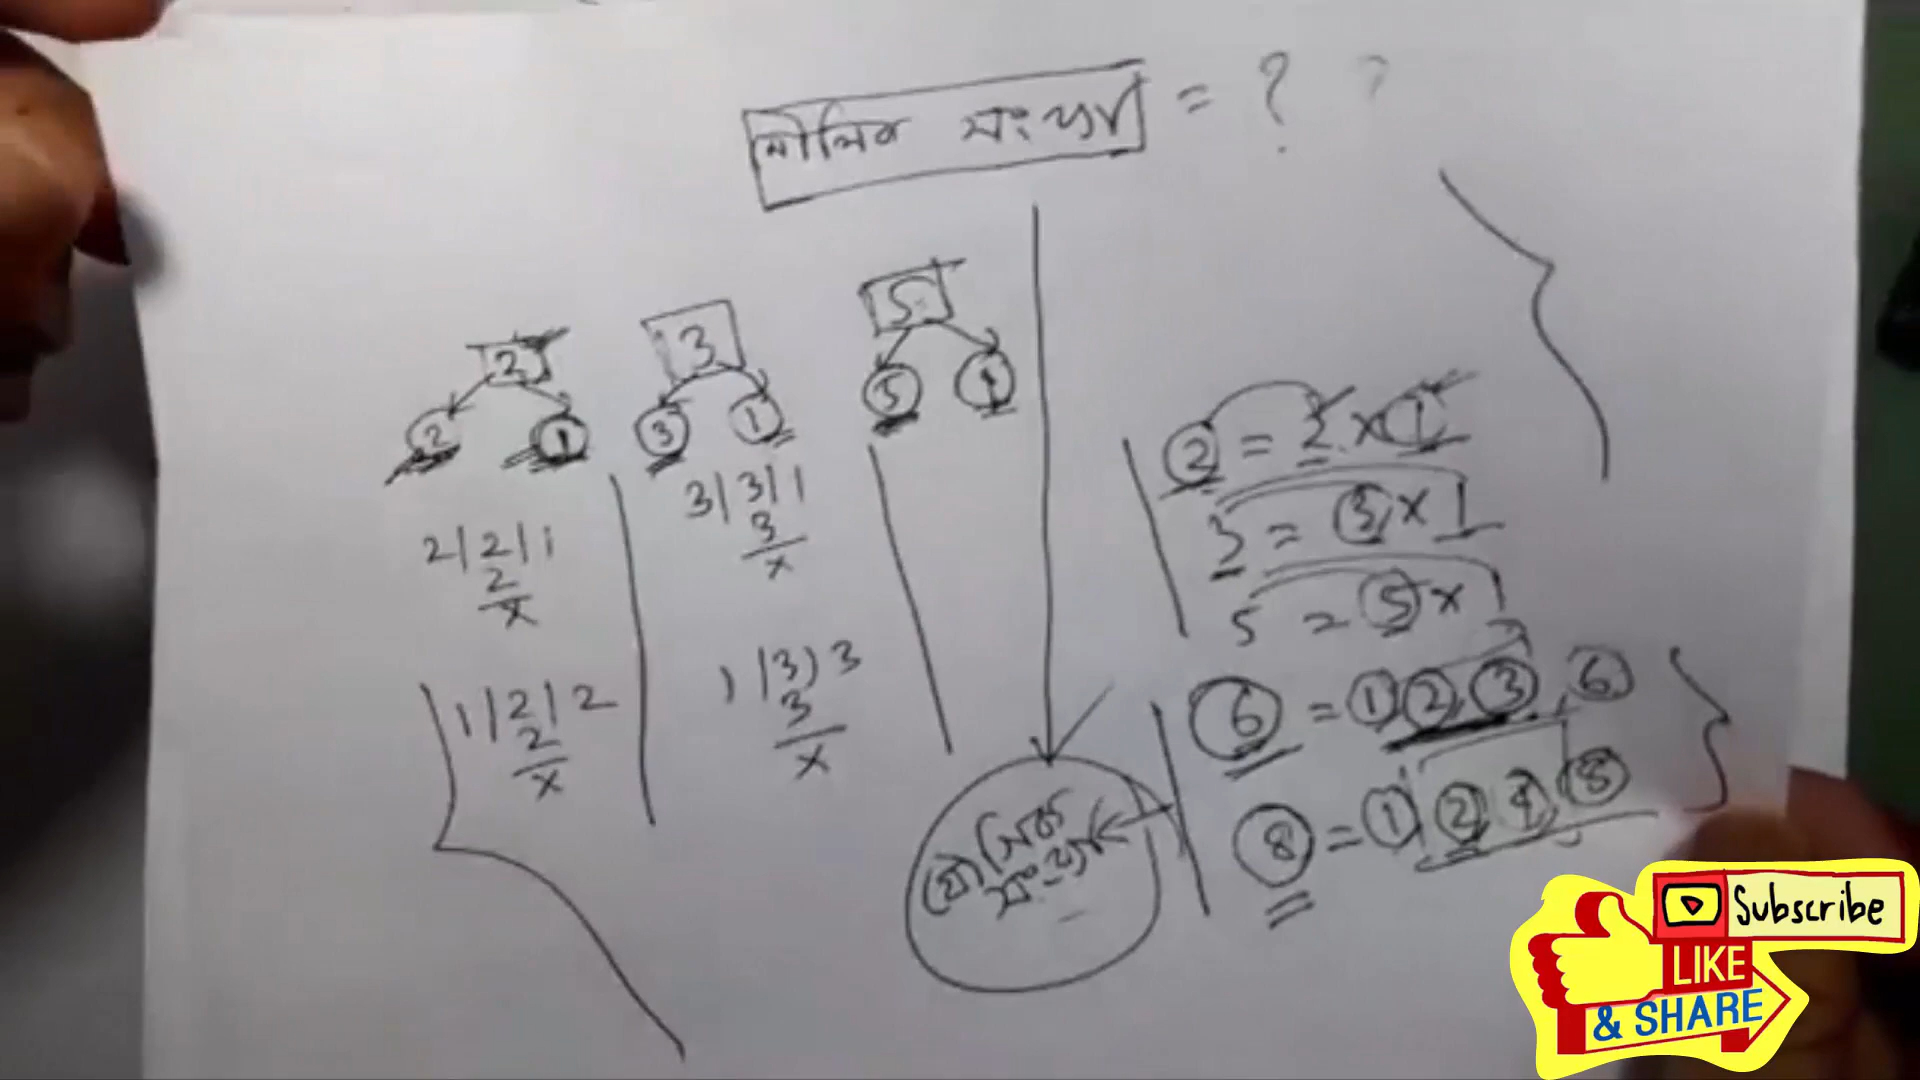 মৌলিক সংখ্যা = ?
2
2 1
3
3 1
5
5 1
2|2|1
2
x
1|2|2
2
x
3|3|1
3
x
1|3)3
3
x
2 = 2 x 1
3 = 3 x 1
5 = 5 x 1
6 = 1 2 3, 6
8 = 1 2 4 8
যৌগিক
সংখ্যা
Subscribe
LIKE
& SHARE